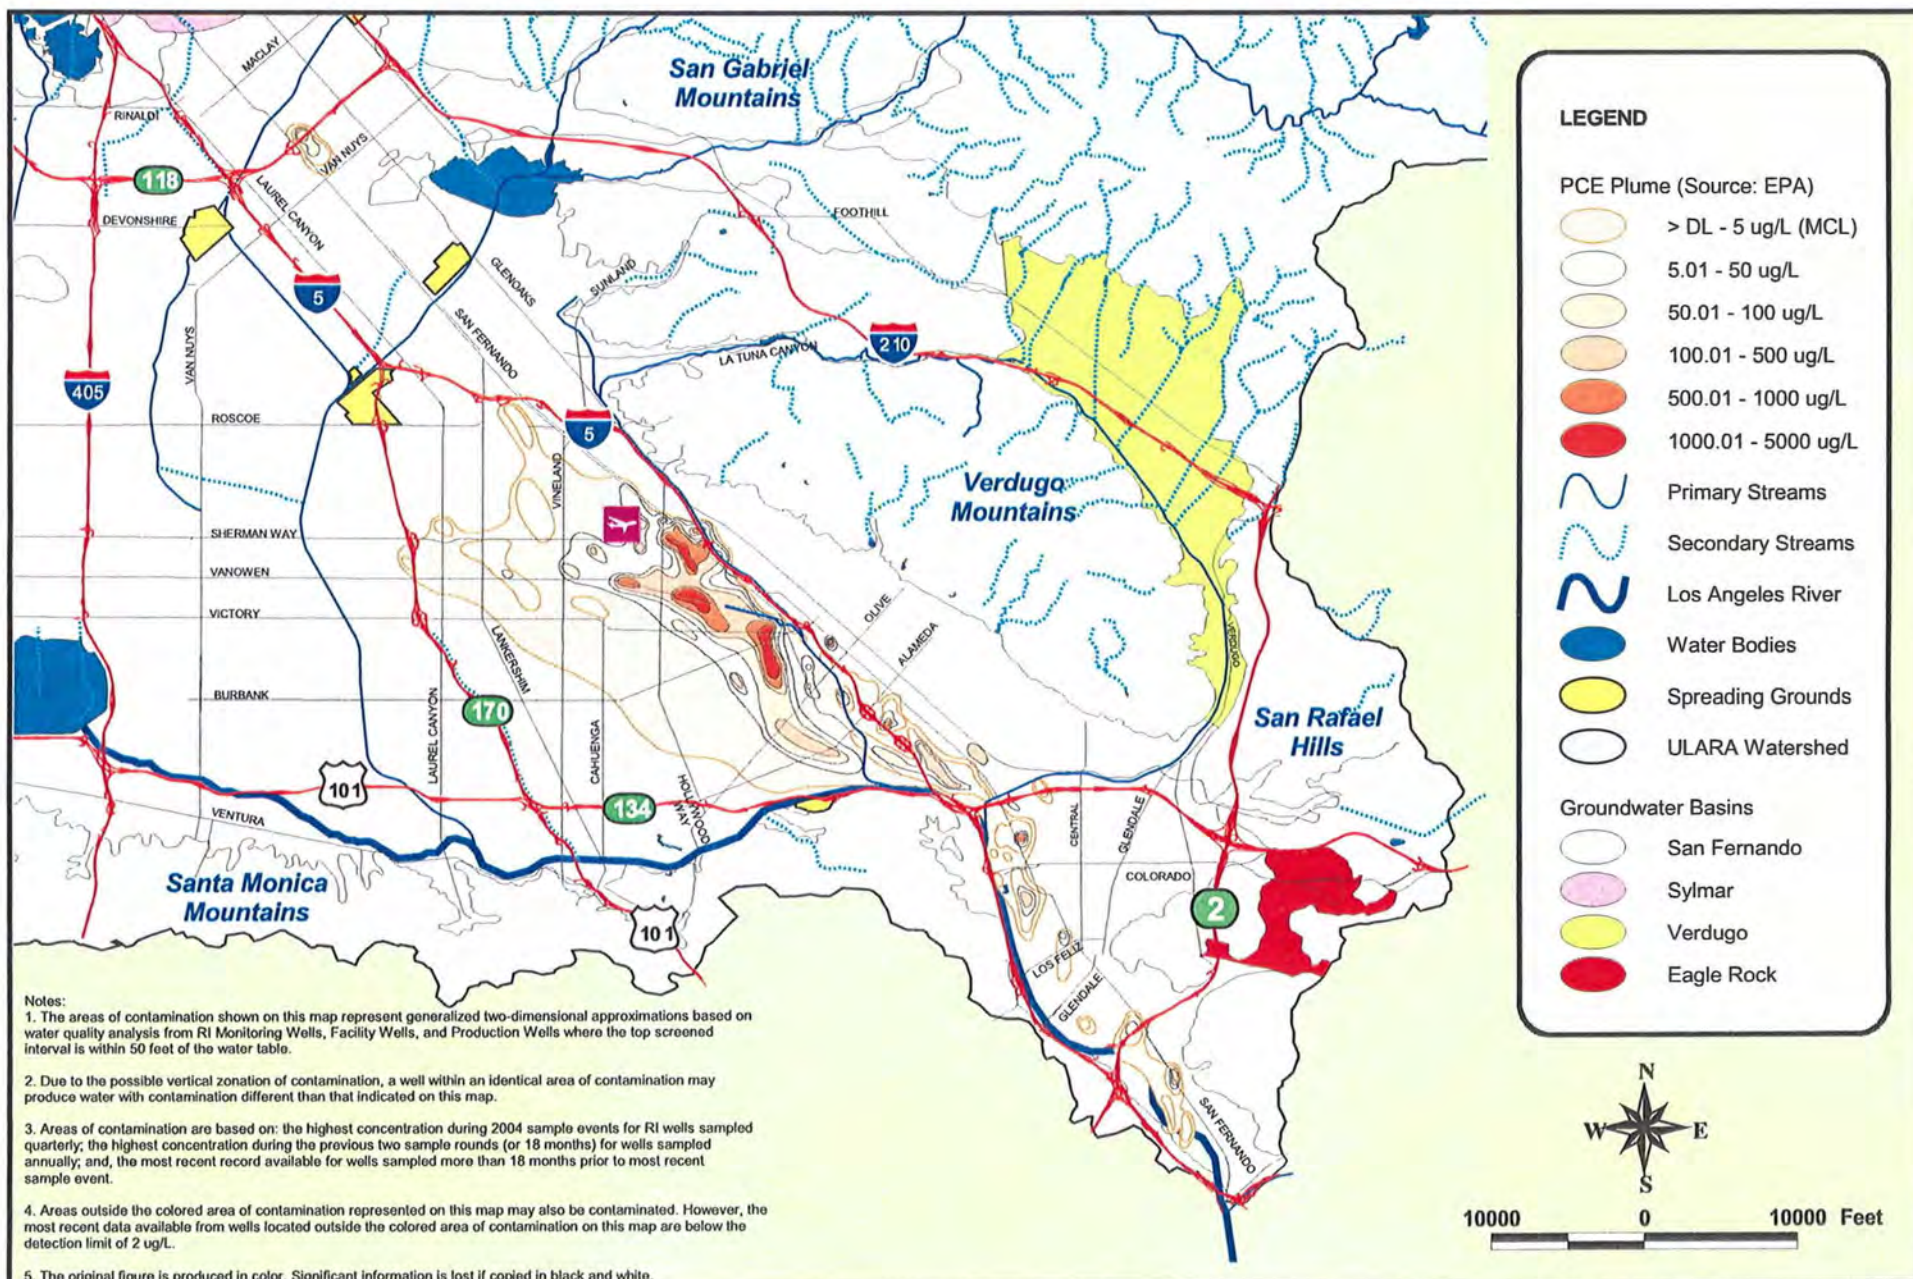 San Gabriel
Mountains
MACLAY
RINALDI
VAN NUYS
118
LAUREL CANYON
DEVONSHIRE
FOOTHILL
GLENOAKS
SUNLAND
5
SAN FERNANDO
210
LA TUNA CANYON
VAN NUYS
405
ROSCOE
5
VINELAND
Verdugo
Mountains
SHERMAN WAY
VANOWEN
VICTORY
OLIVE
ALAMEDA
VERDUGO
LANKERSHIM
BURBANK
LAUREL CANYON
170
CAHUENGA
HOLLYWOOD
WAY
San Rafael
Hills
101
134
VENTURA
CENTRAL
GLENDALE
COLORADO
Santa Monica
Mountains
2
101
LOS FELIZ
GLENDALE
SAN FERNANDO
Notes:
1. The areas of contamination shown on this map represent generalized two-dimensional approximations based on
water quality analysis from RI Monitoring Wells, Facility Wells, and Production Wells where the top screened
interval is within 50 feet of the water table.
2. Due to the possible vertical zonation of contamination, a well within an identical area of contamination may
produce water with contamination different than that indicated on this map.
3. Areas of contamination are based on: the highest concentration during 2004 sample events for RI wells sampled
quarterly; the highest concentration during the previous two sample rounds (or 18 months) for wells sampled
annually; and, the most recent record available for wells sampled more than 18 months prior to most recent
sample event.
4. Areas outside the colored area of contamination represented on this map may also be contaminated. However, the
most recent data available from wells located outside the colored area of contamination on this map are below the
detection limit of 2 ug/L.
5. The original figure is produced in color. Significant information is lost if copied in black and white.
LEGEND
PCE Plume (Source: EPA)
> DL - 5 ug/L (MCL)
5.01 - 50 ug/L
50.01 - 100 ug/L
100.01 - 500 ug/L
500.01 - 1000 ug/L
1000.01 - 5000 ug/L
Primary Streams
Secondary Streams
Los Angeles River
Water Bodies
Spreading Grounds
ULARA Watershed
Groundwater Basins
San Fernando
Sylmar
Verdugo
Eagle Rock
N
W E
S
10000 0 10000 Feet